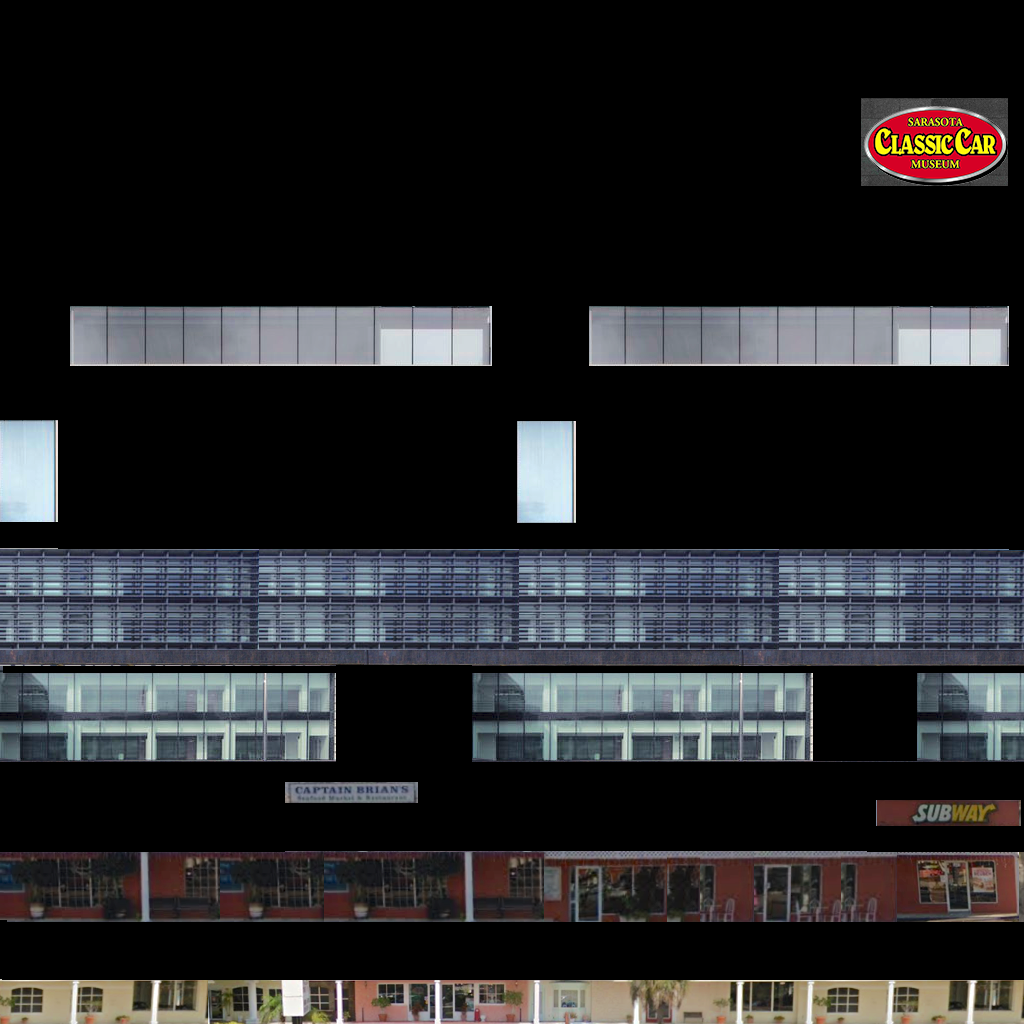 SARASOTA
CLASSIC CAR
MUSEUM
CAPTAIN BRIAN'S
Seafood Market & Restaurant
SUBWAY